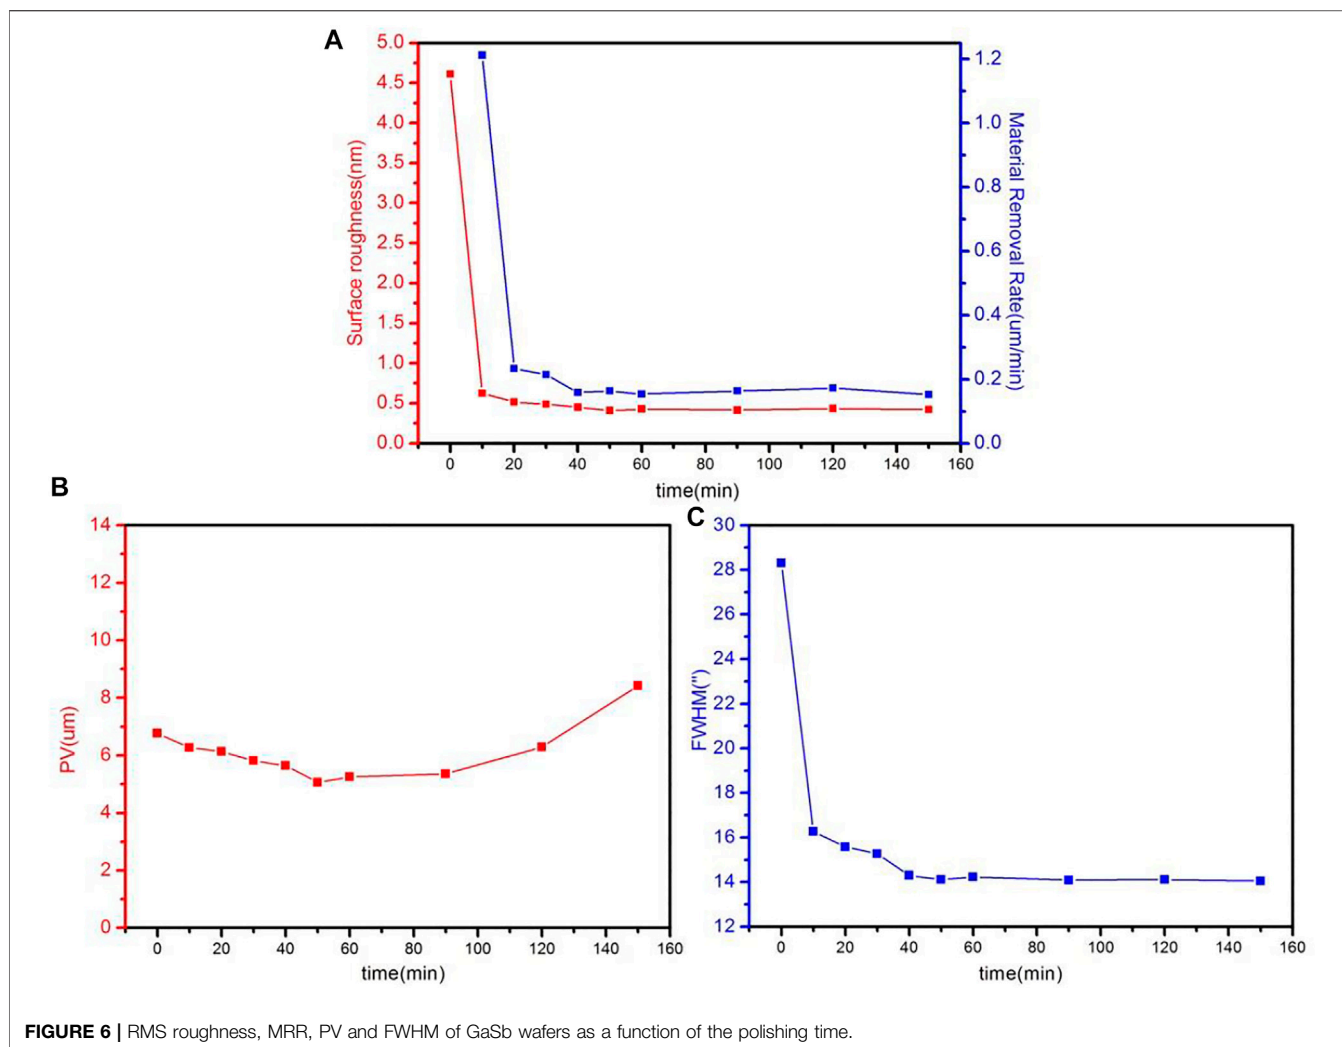 A
5.0
4.5
4.0
3.5
3.0
2.5
2.0
1.5
1.0
0.5
0.0
Surface roughness(nm)
1.2
1.0
0.8
0.6
0.4
0.2
0.0
Material Removal Rate(um/min)
0 20 40 60 80 100 120 140 160
time(min)
B
14
12
10
8
6
4
2
0
PV(um)
0 20 40 60 80 100 120 140 160
time(min)
C
30
28
26
24
22
20
18
16
14
12
FWHM(")
0 20 40 60 80 100 120 140 160
time(min)
FIGURE 6 | RMS roughness, MRR, PV and FWHM of GaSb wafers as a function of the polishing time.